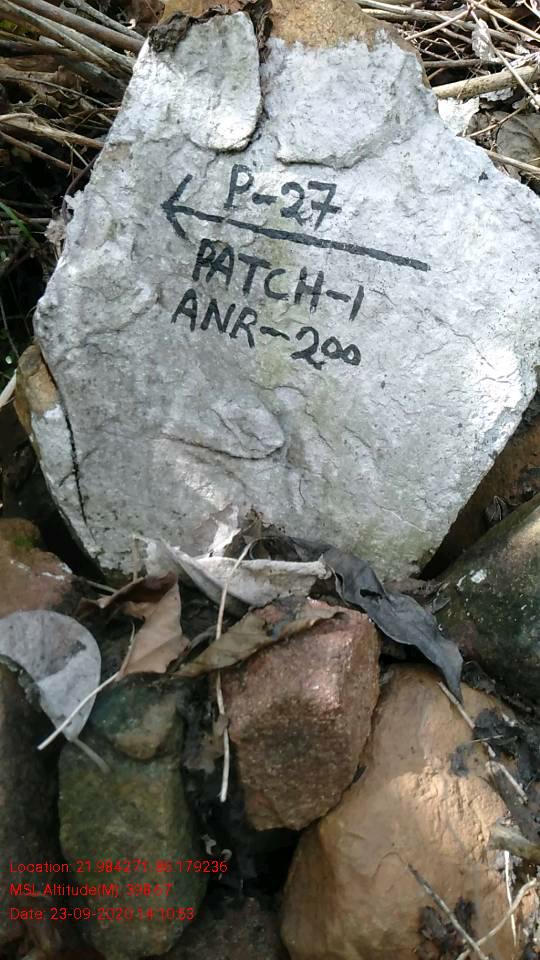 P-27
PATCH-1
ANR-200
Location: 21.984271, 86.179236
MSL Altitude(M): 398.67
Date: 23-09-2020 14:10:53